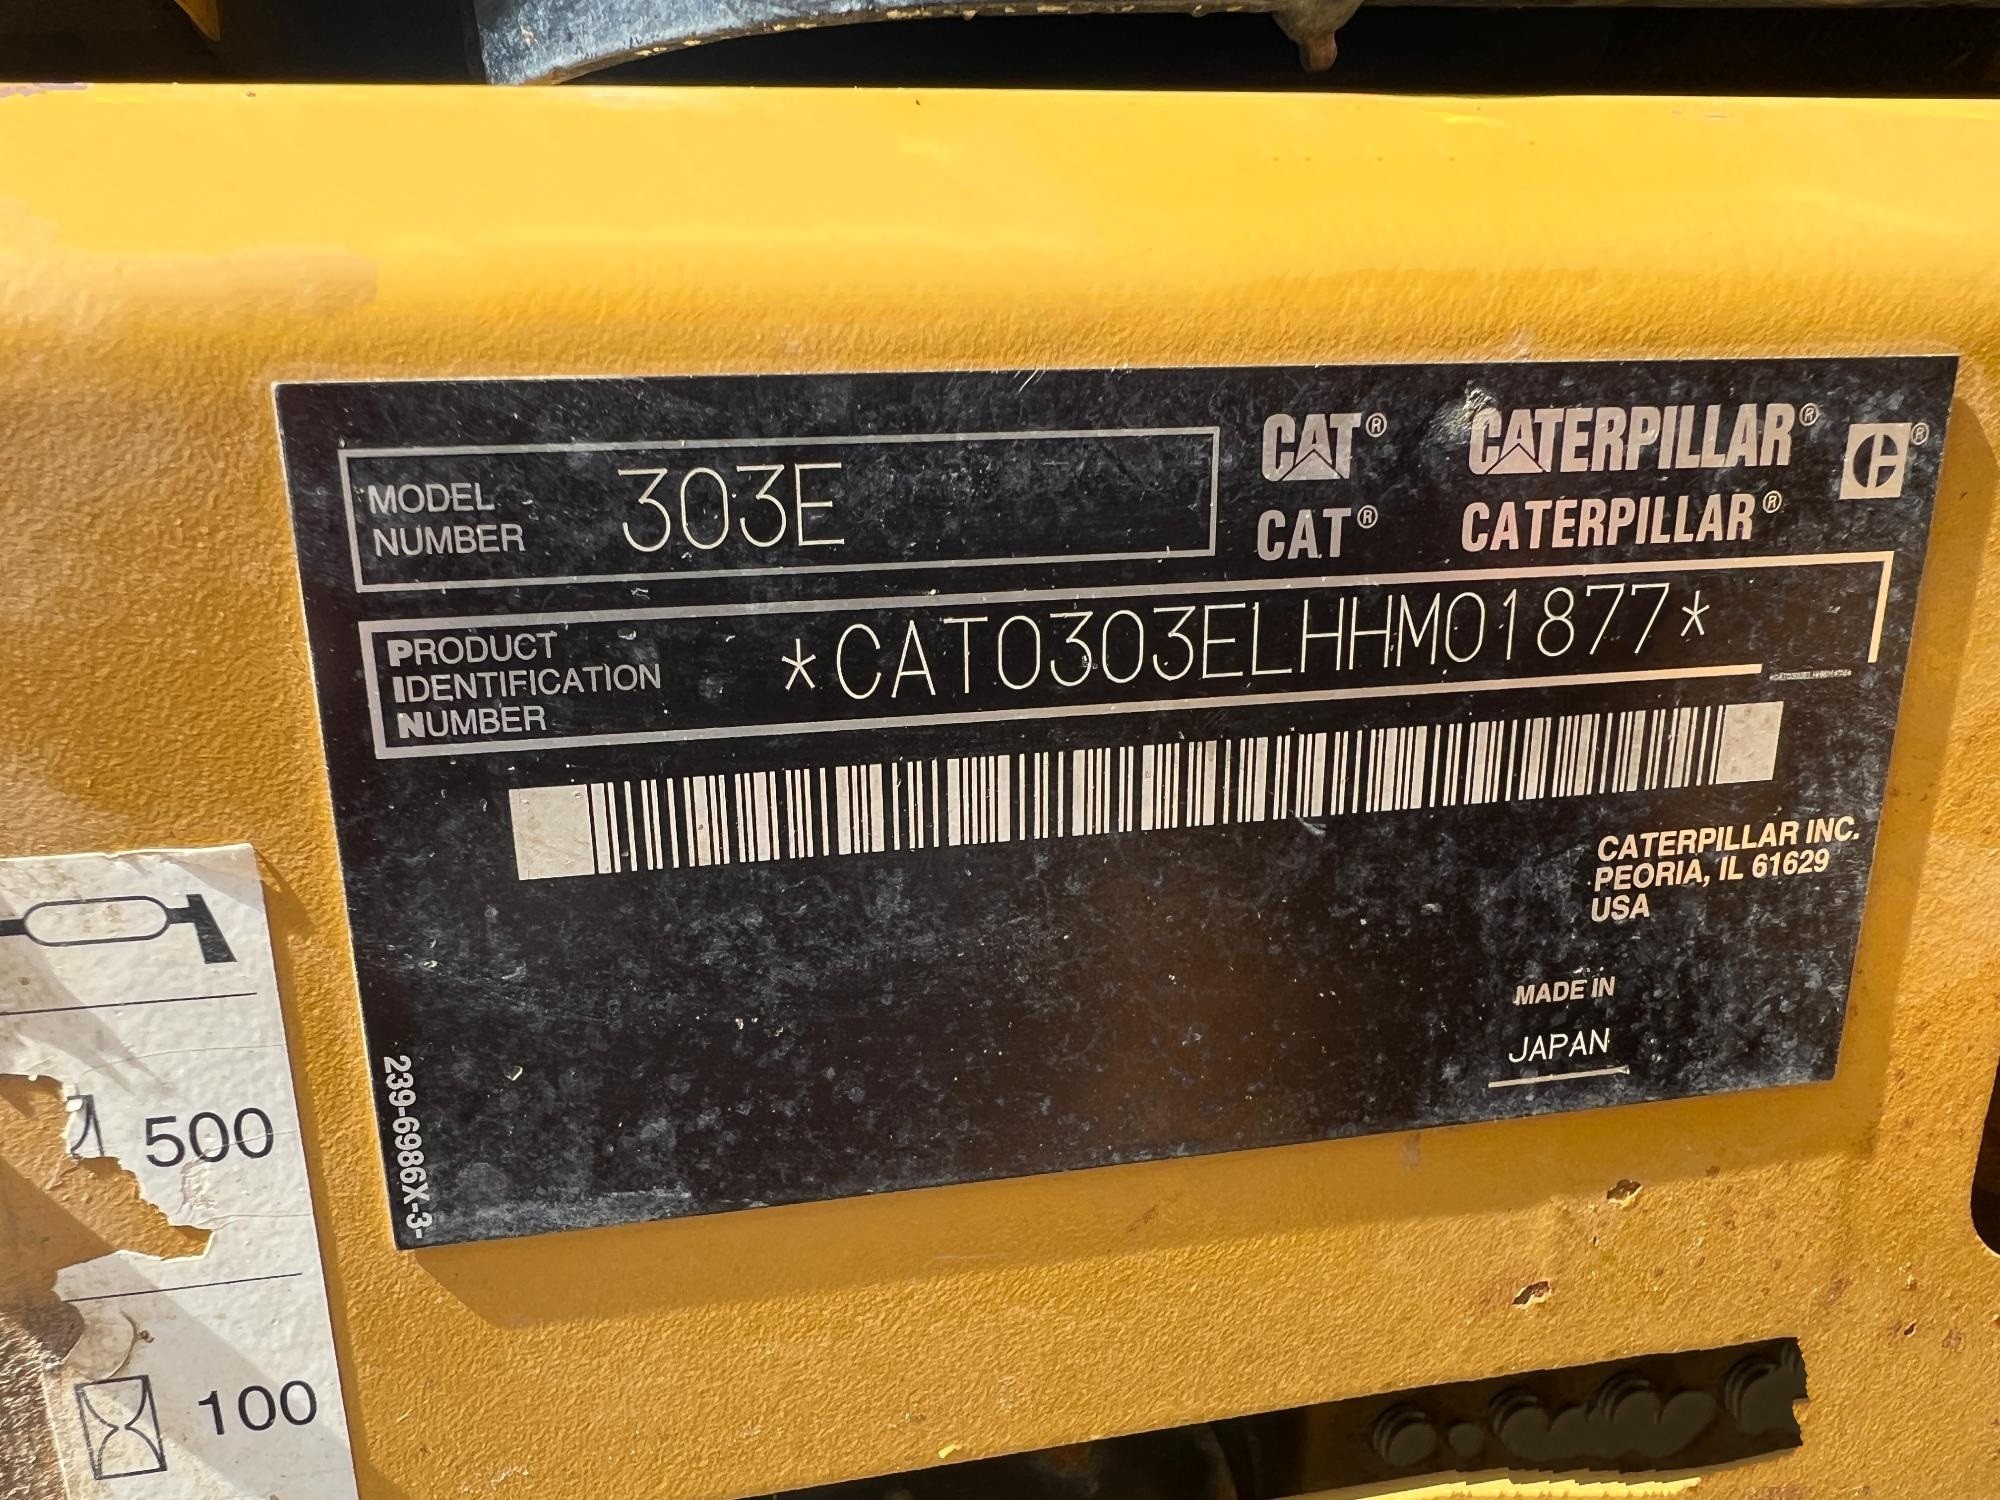 MODEL
NUMBER
303E
CAT® CATERPILLAR®
CAT® CATERPILLAR®
PRODUCT
IDENTIFICATION
NUMBER
*CAT0303ELHHM01877*
CATERPILLAR INC.
PEORIA, IL 61629
USA
MADE IN
JAPAN
239-6986X-3-
500
100